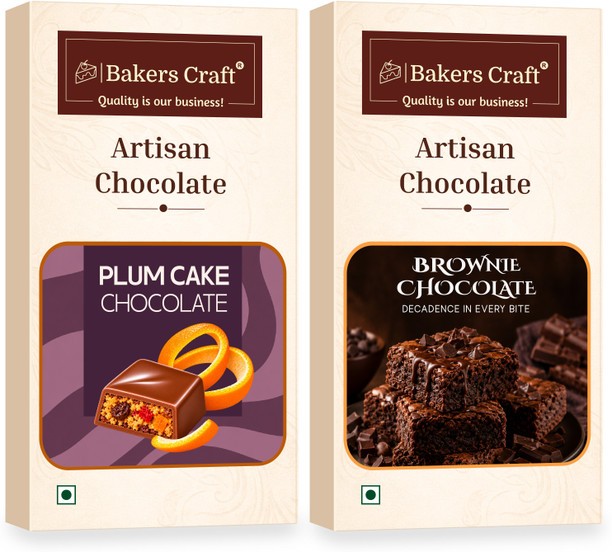 Bakers Craft®
Quality is our business!
Artisan
Chocolate
PLUM CAKE
CHOCOLATE
Bakers Craft®
Quality is our business!
Artisan
Chocolate
BROWNIE
CHOCOLATE
DECADENCE IN EVERY BITE